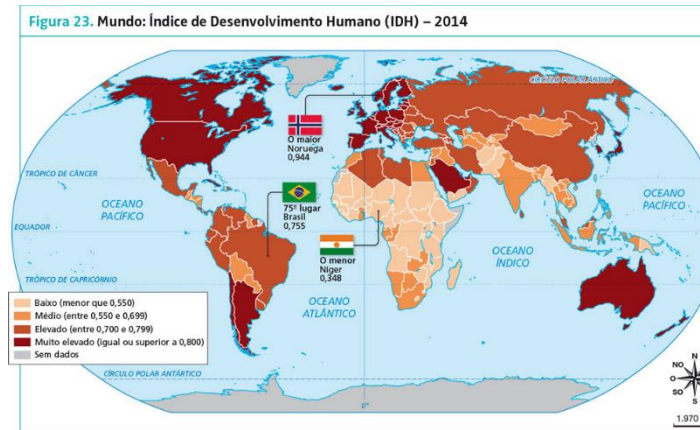 Figura 23. Mundo: Índice de Desenvolvimento Humano (IDH) – 2014
CÍRCULO POLAR ÁRTICO
O maior
Noruega
0,944
TRÓPICO DE CÂNCER
OCEANO
PACÍFICO
75º lugar
Brasil
0,755
OCEANO
PACÍFICO
EQUADOR
O menor
Níger
0,348
OCEANO
ÍNDICO
TRÓPICO DE CAPRICÓRNIO
OCEANO
ATLÂNTICO
Baixo (menor que 0,550)
Médio (entre 0,550 e 0,699)
Elevado (entre 0,700 e 0,799)
Muito elevado (igual ou superior a 0,800)
Sem dados
CÍRCULO POLAR ANTÁRTICO
0°
N
NO
O
SO
S
1.970